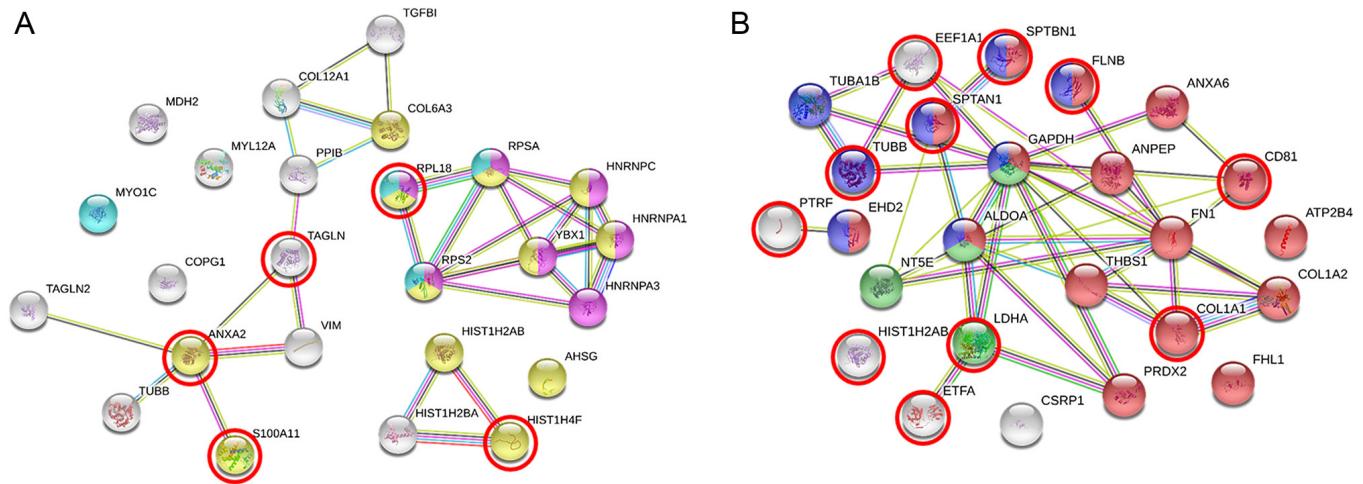 A
TGFBI
COL12A1
MDH2
COL6A3
MYL12A
PPIB
RPSA
HNRNPC
RPL18
MYO1C
HNRNPA1
TAGLN
YBX1
COPG1
RPS2
TAGLN2
HNRNPA3
ANXA2
VIM
HIST1H2AB
AHSG
TUBB
HIST1H2BA
HIST1H4F
S100A11
B
SPTBN1
EEF1A1
FLNB
TUBA1B
ANXA6
SPTAN1
GAPDH
ANPEP
TUBB
CD81
PTRF
EHD2
ALDOA
FN1
ATP2B4
NT5E
THBS1
COL1A2
COL1A1
HIST1H2AB
LDHA
FHL1
PRDX2
ETFA
CSRP1